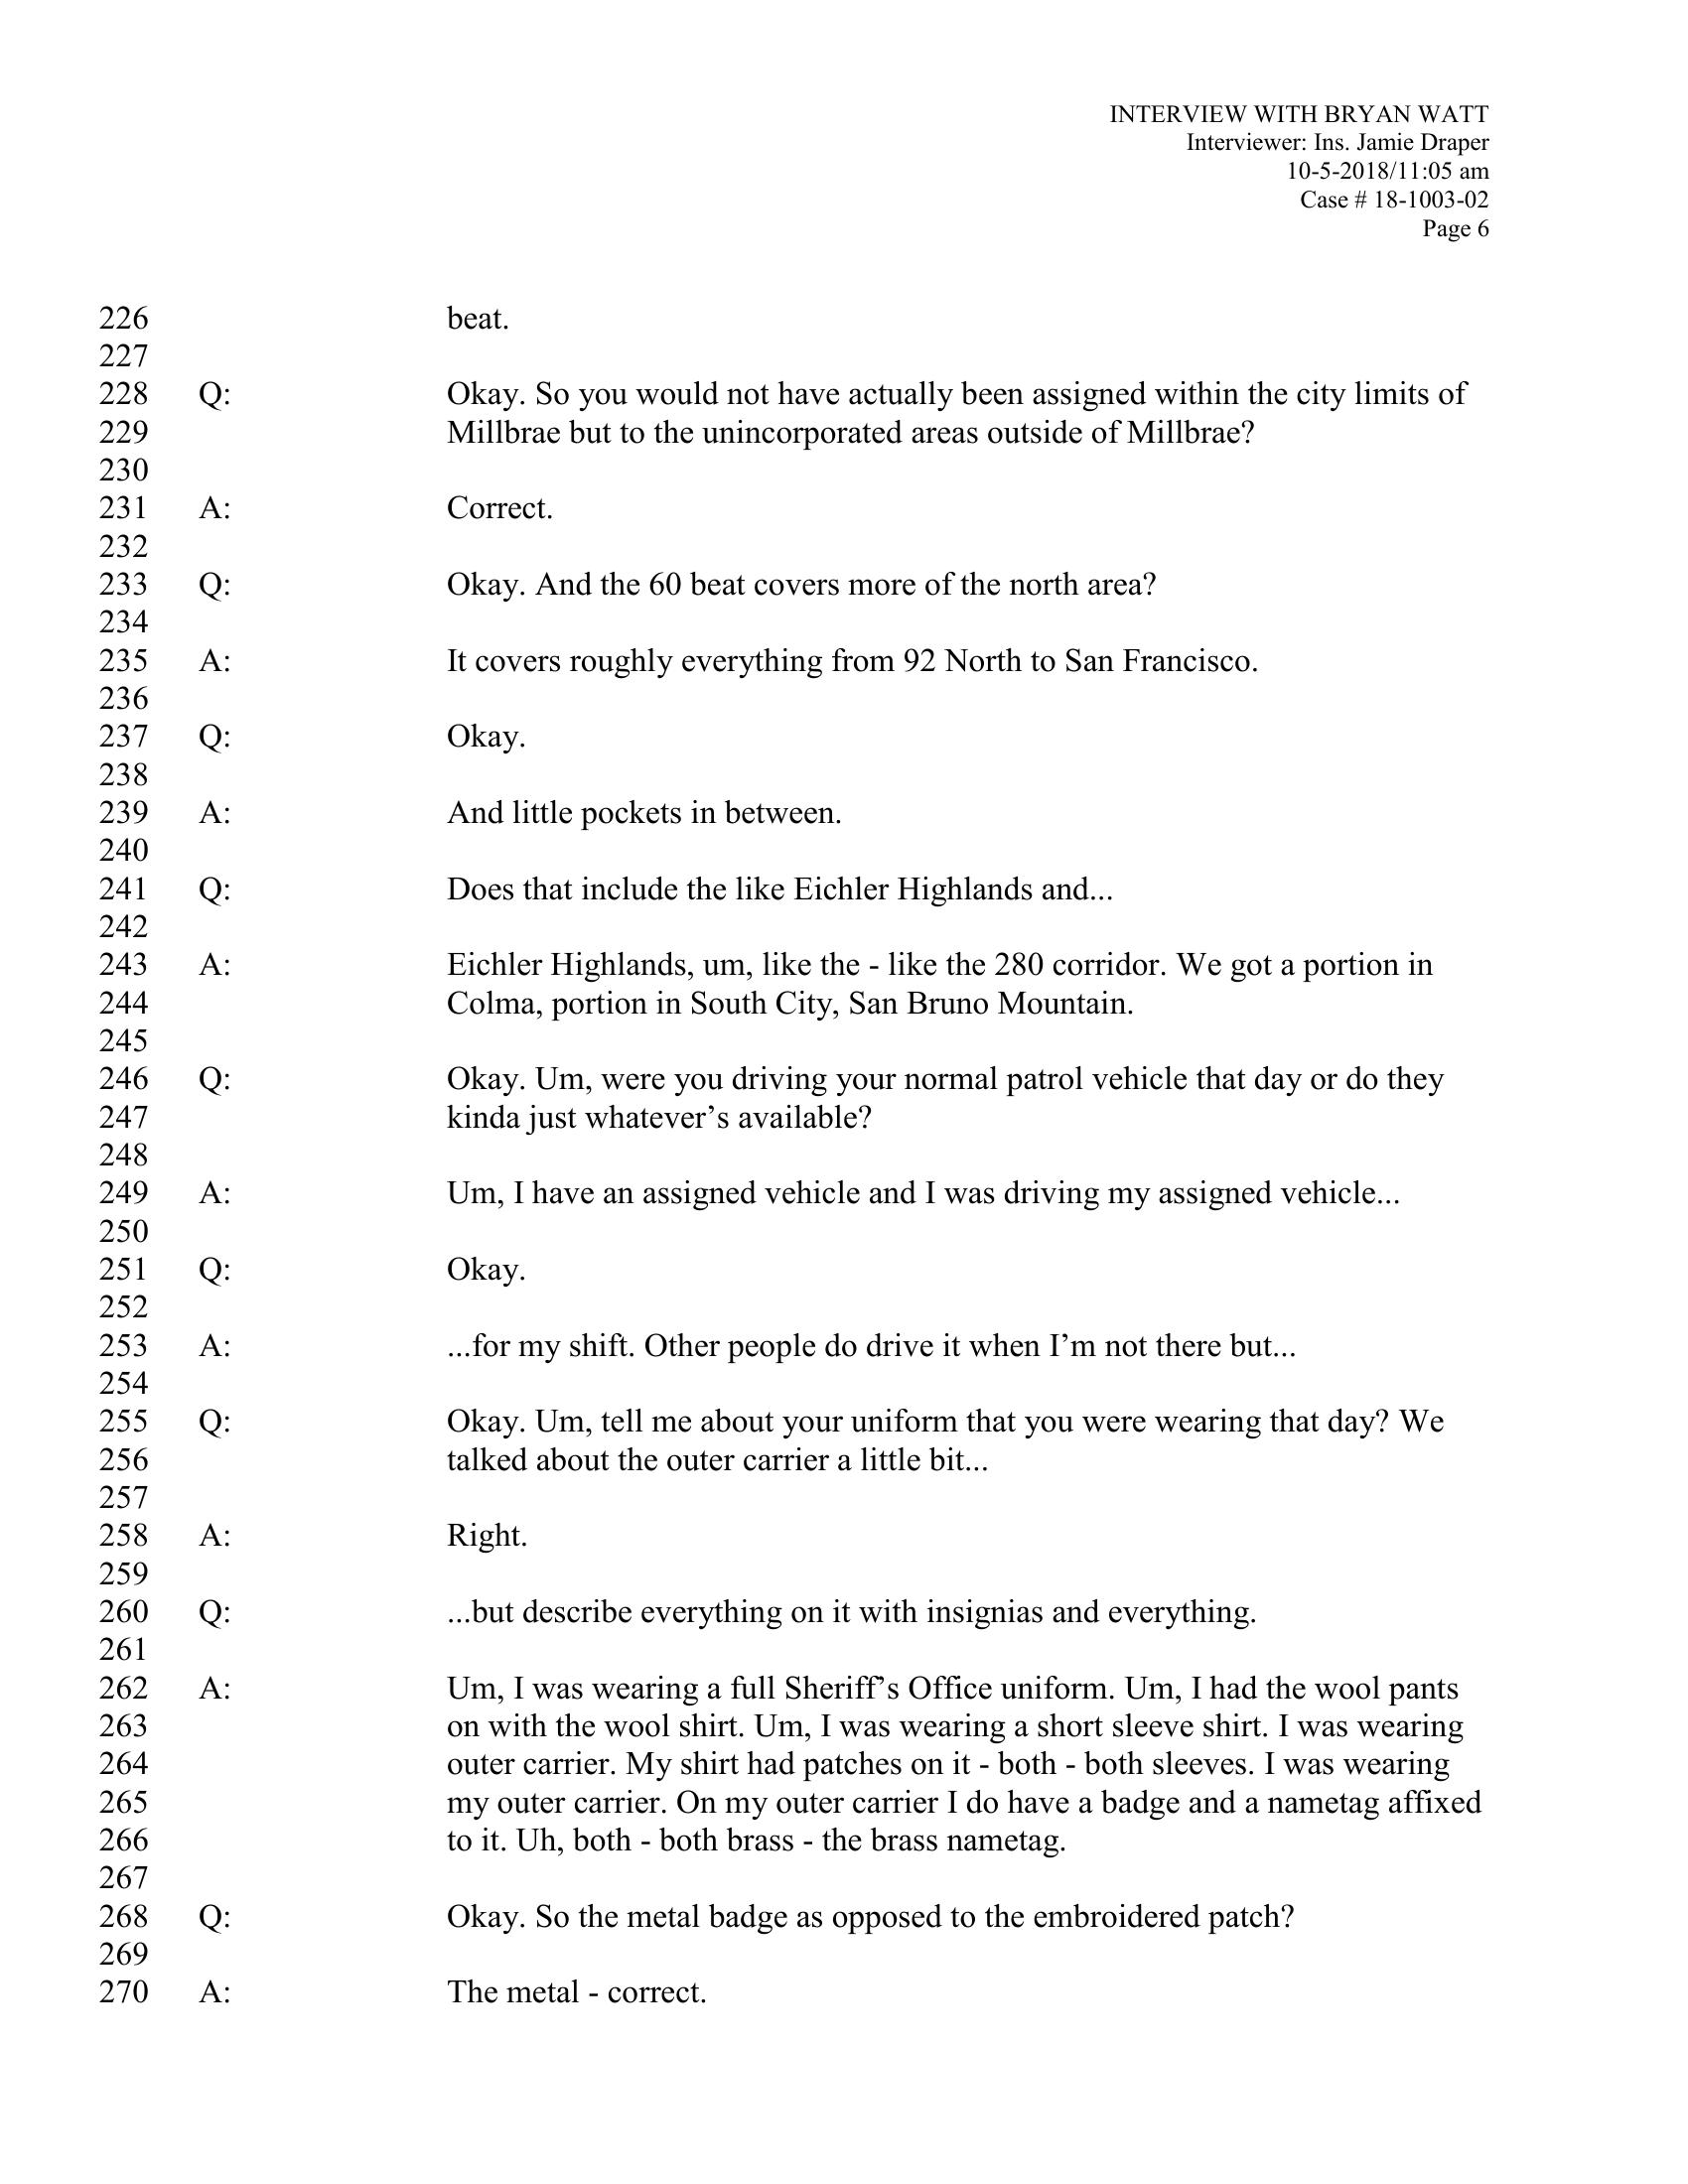 INTERVIEW WITH BRYAN WATT
Interviewer: Ins. Jamie Draper
10-5-2018/11:05 am
Case # 18-1003-02
Page 6
226 beat.
227
228 Q: Okay. So you would not have actually been assigned within the city limits of
229 Millbrae but to the unincorporated areas outside of Millbrae?
230
231 A: Correct.
232
233 Q: Okay. And the 60 beat covers more of the north area?
234
235 A: It covers roughly everything from 92 North to San Francisco.
236
237 Q: Okay.
238
239 A: And little pockets in between.
240
241 Q: Does that include the like Eichler Highlands and...
242
243 A: Eichler Highlands, um, like the - like the 280 corridor. We got a portion in
244 Colma, portion in South City, San Bruno Mountain.
245
246 Q: Okay. Um, were you driving your normal patrol vehicle that day or do they
247 kinda just whatever’s available?
248
249 A: Um, I have an assigned vehicle and I was driving my assigned vehicle...
250
251 Q: Okay.
252
253 A: ...for my shift. Other people do drive it when I’m not there but...
254
255 Q: Okay. Um, tell me about your uniform that you were wearing that day? We
256 talked about the outer carrier a little bit...
257
258 A: Right.
259
260 Q: ...but describe everything on it with insignias and everything.
261
262 A: Um, I was wearing a full Sheriff’s Office uniform. Um, I had the wool pants
263 on with the wool shirt. Um, I was wearing a short sleeve shirt. I was wearing
264 outer carrier. My shirt had patches on it - both - both sleeves. I was wearing
265 my outer carrier. On my outer carrier I do have a badge and a nametag affixed
266 to it. Uh, both - both brass - the brass nametag.
267
268 Q: Okay. So the metal badge as opposed to the embroidered patch?
269
270 A: The metal - correct.